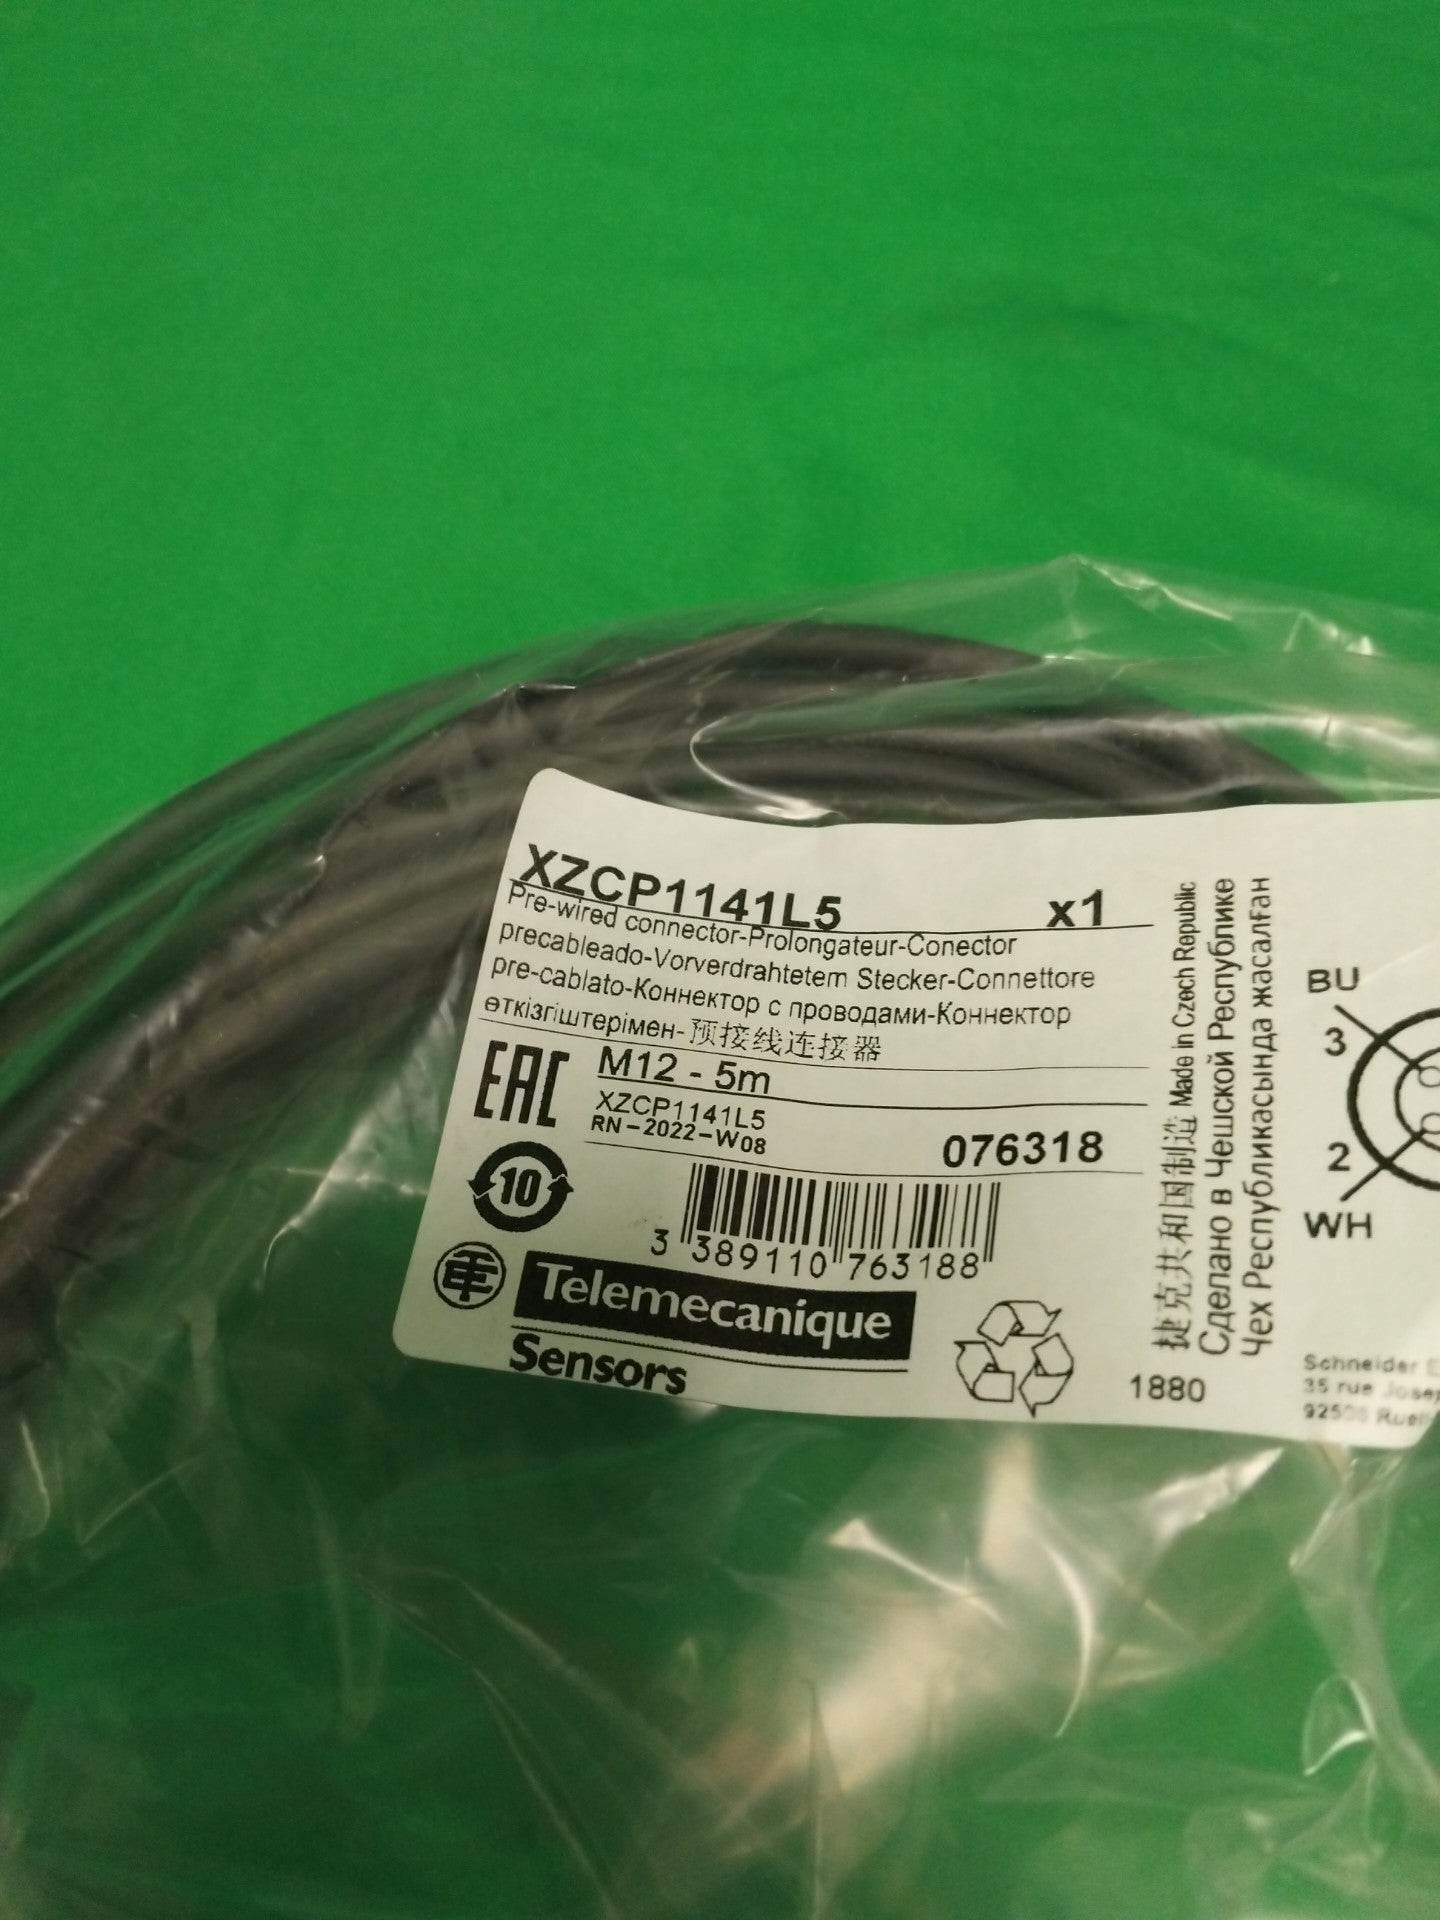 XZCP1141L5 x1
Pre-wired connector-Prolongateur-Conector
precableado-Vorverdrahtetem Stecker-Connettore
pre-cablato-Коннектор с проводами-Коннектор
өткізгіштерімен-预接线连接器
EAC
M12 - 5m
XZCP1141L5
RN-2022-W08
076318
10
3 389110 763188
Telemecanique
Sensors
1880
捷克共和国制造 Made in Czech Republic
Сделано в Чешской Республике
Чех Республикасында жасалған
BU
3
2
WH
Schneider
35 rue